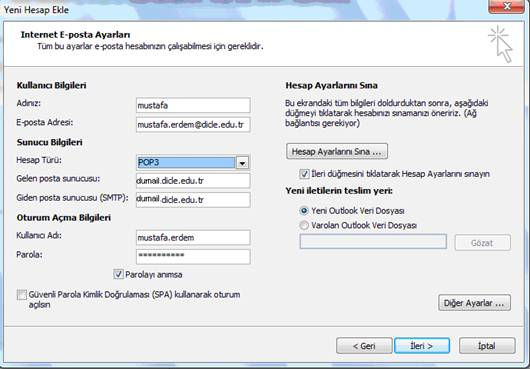 Yeni Hesap Ekle
Internet E-posta Ayarları
Tüm bu ayarlar e-posta hesabınızın çalışabilmesi için gereklidir.
Kullanıcı Bilgileri
Adınız:
mustafa
E-posta Adresi:
mustafa.erdem@dicle.edu.tr
Sunucu Bilgileri
Hesap Türü:
POP3
Gelen posta sunucusu:
dumail.dicle.edu.tr
Giden posta sunucusu (SMTP):
dumail.dicle.edu.tr
Oturum Açma Bilgileri
Kullanıcı Adı:
mustafa.erdem
Parola:
**********
Parolayı anımsa
Güvenli Parola Kimlik Doğrulaması (SPA) kullanarak oturum
açılsın
Hesap Ayarlarını Sına
Bu ekrandaki tüm bilgileri doldurduktan sonra, aşağıdaki
düğmeyi tıklatarak hesabınızı sınamanızı öneririz. (Ağ
bağlantısı gerekiyor)
Hesap Ayarlarını Sına ...
İleri düğmesini tıklatarak Hesap Ayarlarını sınayın
Yeni iletilerin teslim yeri:
Yeni Outlook Veri Dosyası
Varolan Outlook Veri Dosyası
Gözat
Diğer Ayarlar ...
< Geri
İleri >
İptal